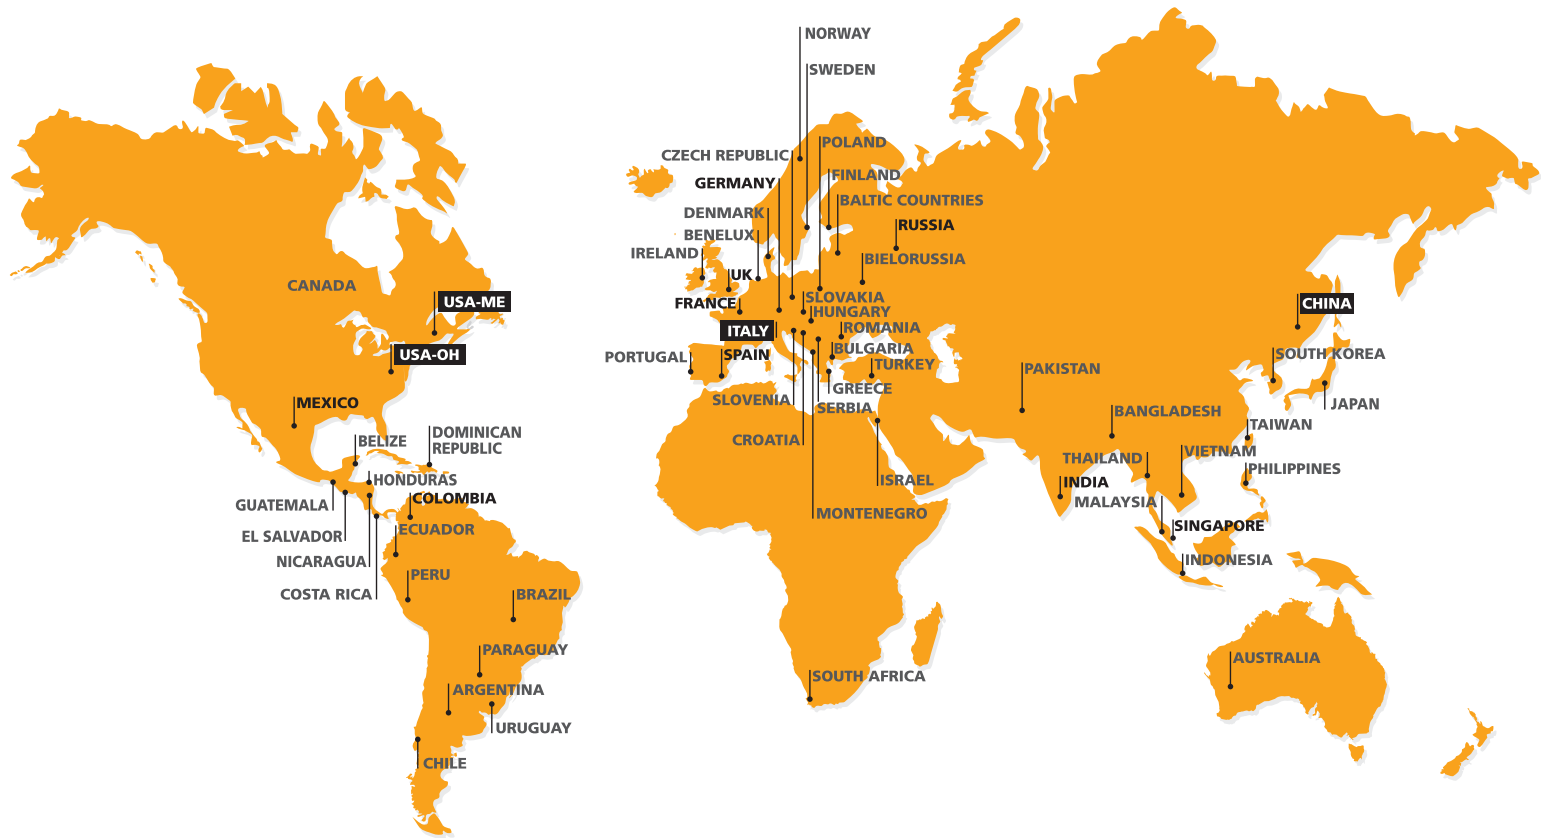 NORWAY
SWEDEN
POLAND
CZECH REPUBLIC
FINLAND
GERMANY
BALTIC COUNTRIES
DENMARK
RUSSIA
BENELUX
IRELAND
BIELORUSSIA
UK
CANADA
USA-ME
FRANCE
SLOVAKIA
CHINA
HUNGARY
ITALY
ROMANIA
USA-OH
PORTUGAL
SPAIN
BULGARIA
SOUTH KOREA
TURKEY
PAKISTAN
GREECE
MEXICO
SLOVENIA
SERBIA
JAPAN
BANGLADESH
TAIWAN
DOMINICAN
REPUBLIC
BELIZE
CROATIA
VIETNAM
THAILAND
PHILIPPINES
HONDURAS
ISRAEL
INDIA
COLOMBIA
MALAYSIA
GUATEMALA
MONTENEGRO
SINGAPORE
ECUADOR
EL SALVADOR
NICARAGUA
INDONESIA
PERU
COSTA RICA
BRAZIL
PARAGUAY
AUSTRALIA
SOUTH AFRICA
ARGENTINA
URUGUAY
CHILE